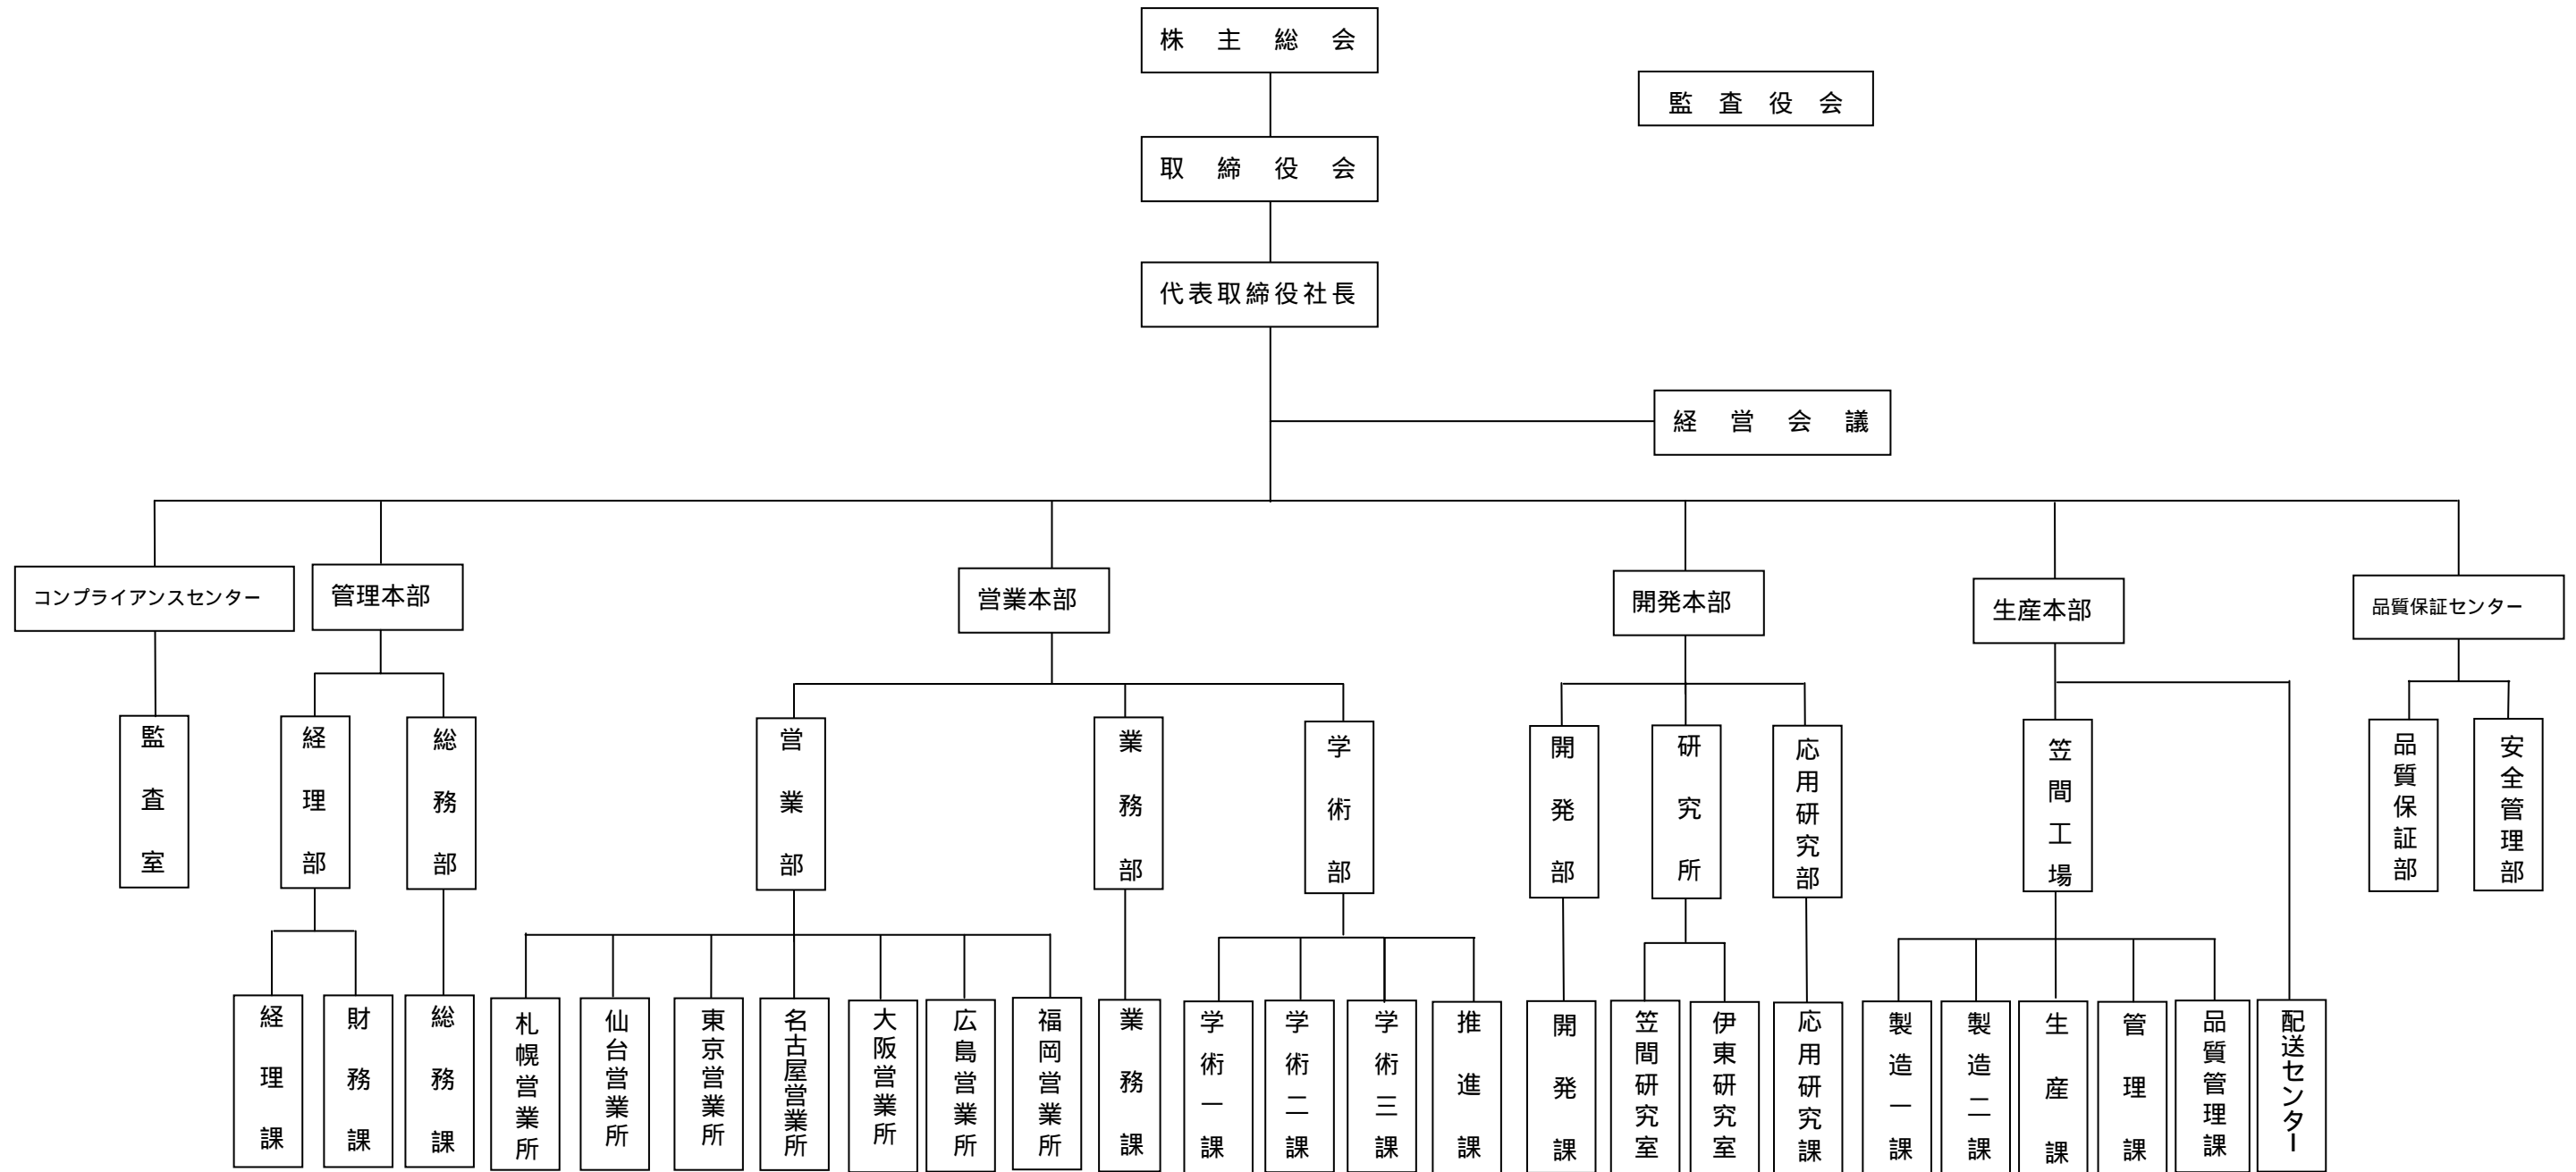 株主総会
監査役会
取締役会
代表取締役社長
経営会議
コンプライアンスセンター
管理本部
営業本部
開発本部
生産本部
品質保証センター
監査室
経理部
総務部
営業部
業務部
学術部
開発部
研究所
応用研究部
笠間工場
品質保証部
安全管理部
経理課
財務課
総務課
札幌営業所
仙台営業所
東京営業所
名古屋営業所
大阪営業所
広島営業所
福岡営業所
業務課
学術一課
学術二課
学術三課
推進課
開発課
笠間研究室
伊東研究室
応用研究課
製造一課
製造二課
生産課
管理課
品質管理課
配送センター